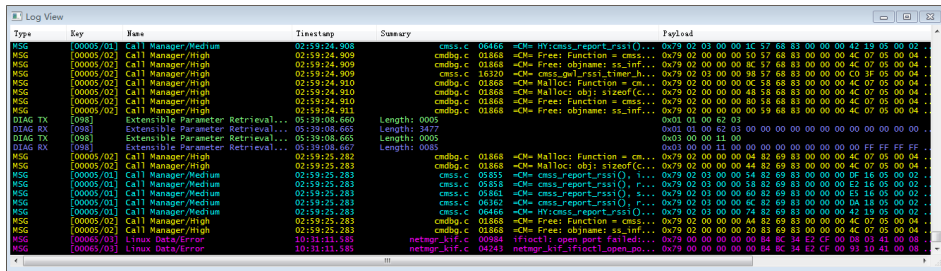 Log View
Type Key Name Timestamp Summary Payload
MSG [00005/01] Call Manager/Medium 02:59:24.908 cmss.c 06466 =CM= HY:cmss_report_rssi()... 0x79 02 03 00 00 1C 57 68 83 00 00 00 42 19 05 00 02 ..
MSG [00005/02] Call Manager/High 02:59:24.909 cmdbg.c 01868 =CM= Free: Function = cmss... 0x79 02 00 00 00 50 57 68 83 00 00 00 4C 07 05 00 04 ..
MSG [00005/02] Call Manager/High 02:59:24.909 cmdbg.c 01868 =CM= Free: objname: ss_inf... 0x79 02 00 00 00 8C 57 68 83 00 00 00 4C 07 05 00 04 ..
MSG [00005/02] Call Manager/High 02:59:24.909 cmss.c 16320 =CM= cmss_gwl_rssi_timer_h... 0x79 02 03 00 00 98 57 68 83 00 00 00 C0 3F 05 00 04 ..
MSG [00005/02] Call Manager/High 02:59:24.910 cmdbg.c 01868 =CM= Malloc: Function = cm... 0x79 02 00 00 00 0C 58 68 83 00 00 00 4C 07 05 00 04 ..
MSG [00005/02] Call Manager/High 02:59:24.910 cmdbg.c 01868 =CM= Malloc: obj: sizeof(c... 0x79 02 00 00 00 48 58 68 83 00 00 00 4C 07 05 00 04 ..
MSG [00005/02] Call Manager/High 02:59:24.910 cmdbg.c 01868 =CM= Free: Function = cmss... 0x79 02 00 00 00 80 58 68 83 00 00 00 4C 07 05 00 04 ..
MSG [00005/02] Call Manager/High 02:59:24.911 cmdbg.c 01868 =CM= Free: objname: ss_inf... 0x79 02 00 00 00 00 59 68 83 00 00 00 4C 07 05 00 04 ..
DIAG TX [098] Extensible Parameter Retrieval... 05:39:08.660 Length: 0005 0x01 01 00 62 03
DIAG RX [098] Extensible Parameter Retrieval... 05:39:08.665 Length: 3477 0x01 01 00 62 03 00 00 00 00 00 00 00 00 00 00 00 00 ..
DIAG TX [098] Extensible Parameter Retrieval... 05:39:08.665 Length: 0005 0x03 00 00 11 00
DIAG RX [098] Extensible Parameter Retrieval... 05:39:08.667 Length: 0085 0x03 00 00 11 00 00 00 00 00 00 00 00 00 FF FF FF FF ..
MSG [00005/02] Call Manager/High 02:59:25.282 cmdbg.c 01868 =CM= Malloc: Function = cm... 0x79 02 00 00 00 04 82 69 83 00 00 00 4C 07 05 00 04 ..
MSG [00005/02] Call Manager/High 02:59:25.283 cmdbg.c 01868 =CM= Malloc: obj: sizeof(c... 0x79 02 00 00 00 44 82 69 83 00 00 00 4C 07 05 00 04 ..
MSG [00005/01] Call Manager/Medium 02:59:25.283 cmss.c 05855 =CM= cmss_report_rssi(), i... 0x79 02 03 00 00 54 82 69 83 00 00 00 DF 16 05 00 02 ..
MSG [00005/01] Call Manager/Medium 02:59:25.283 cmss.c 05858 =CM= cmss_report_rssi(), r... 0x79 02 03 00 00 58 82 69 83 00 00 00 E2 16 05 00 02 ..
MSG [00005/01] Call Manager/Medium 02:59:25.283 cmss.c 05861 =CM= cmss_report_rssi(), s... 0x79 02 03 00 00 60 82 69 83 00 00 00 E5 16 05 00 02 ..
MSG [00005/01] Call Manager/Medium 02:59:25.283 cmss.c 06362 =CM= cmss_report_rssi(), r... 0x79 02 03 00 00 6C 82 69 83 00 00 00 DA 18 05 00 02 ..
MSG [00005/01] Call Manager/Medium 02:59:25.283 cmss.c 06466 =CM= HY:cmss_report_rssi()... 0x79 02 03 00 00 74 82 69 83 00 00 00 42 19 05 00 02 ..
MSG [00005/02] Call Manager/High 02:59:25.283 cmdbg.c 01868 =CM= Free: Function = cmss... 0x79 02 00 00 00 A4 82 69 83 00 00 00 4C 07 05 00 04 ..
MSG [00005/02] Call Manager/High 02:59:25.283 cmdbg.c 01868 =CM= Free: objname: ss_inf... 0x79 02 00 00 00 20 83 69 83 00 00 00 4C 07 05 00 04 ..
MSG [00065/03] Linux Data/Error 10:31:11.585 netmgr_kif.c 00984 ifioctl: open port failed:... 0x79 00 00 00 00 00 84 BC 34 E2 CF 00 D8 03 41 00 08 ..
MSG [00065/03] Linux Data/Error 10:31:11.585 netmgr_kif.c 04243 netmgr_kif_ifioctl_open_po... 0x79 00 00 00 00 00 84 BC 34 E2 CF 00 93 10 41 00 08 ..